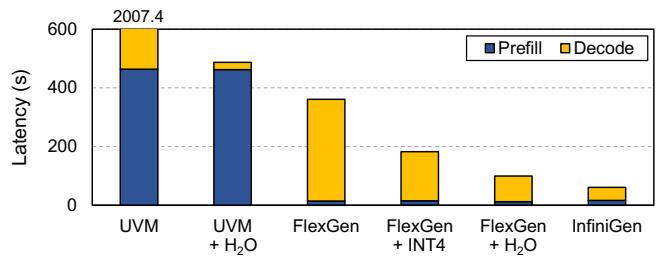 2007.4
600
400
200
0
Latency (s)
Prefill Decode
UVM
UVM + H₂O
FlexGen
FlexGen + INT4
FlexGen + H₂O
InfiniGen